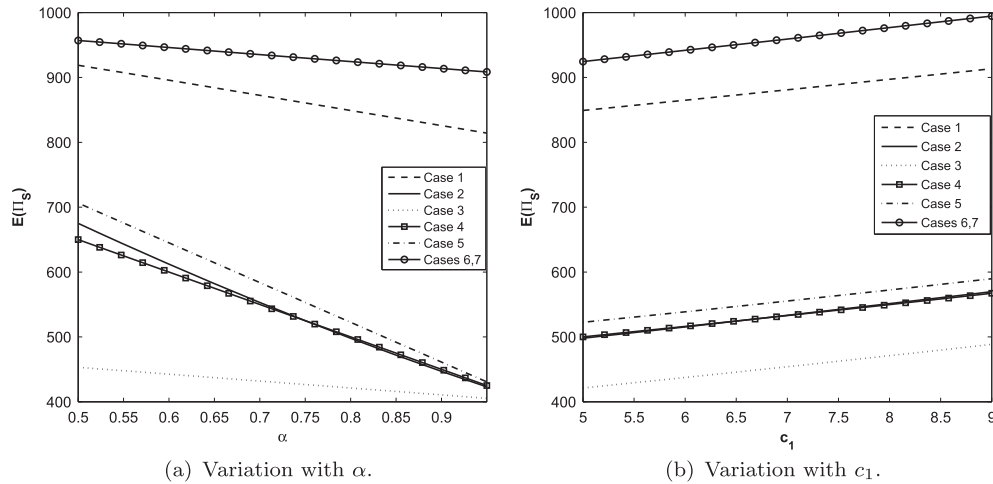 1000
900
800
700
600
500
400
E(Π_S)
Case 1
Case 2
Case 3
Case 4
Case 5
Cases 6,7
0.5 0.55 0.6 0.65 0.7 0.75 0.8 0.85 0.9
α
(a) Variation with α.
1000
900
800
700
600
500
400
E(Π_S)
Case 1
Case 2
Case 3
Case 4
Case 5
Cases 6,7
5 5.5 6 6.5 7 7.5 8 8.5 9
c₁
(b) Variation with c₁.